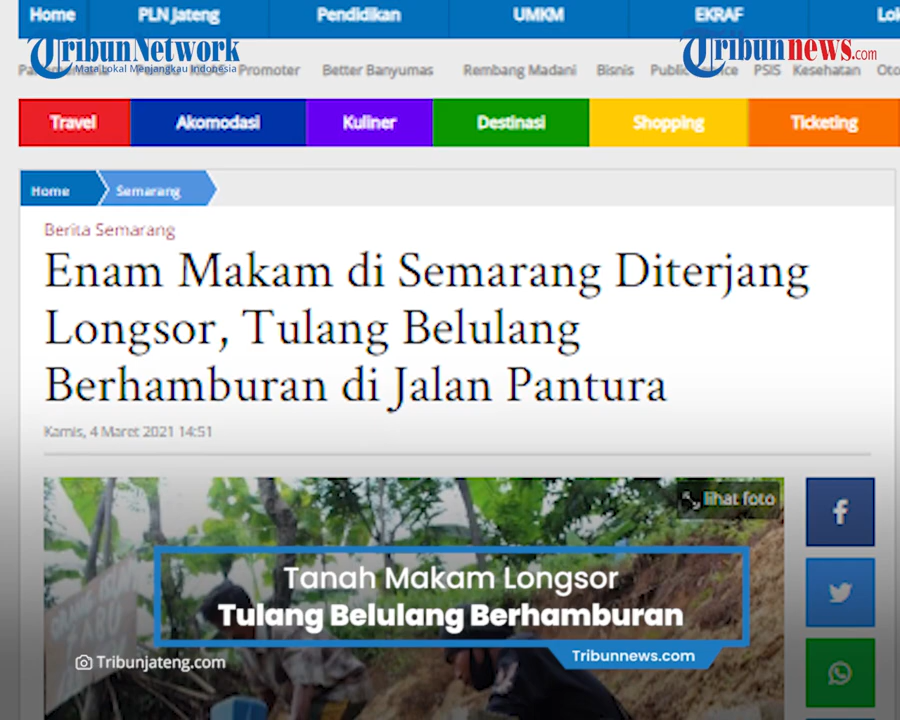 Home PLN Jateng Pendidikan UMKM EKRAF
Tribun Network
Mata Lokal Menjangkau Indonesia
Tribunnews.com
Promoter Better Banyumas Rembang Madani Bisnis PSIS Kesehatan
Travel Akomodasi Kuliner Destinasi Shopping Ticketing
Home Semarang
Berita Semarang
Enam Makam di Semarang Diterjang
Longsor, Tulang Belulang
Berhamburan di Jalan Pantura
Kamis, 4 Maret 2021 14:51
lihat foto
Tanah Makam Longsor
Tulang Belulang Berhamburan
Tribunnews.com
Tribunjateng.com